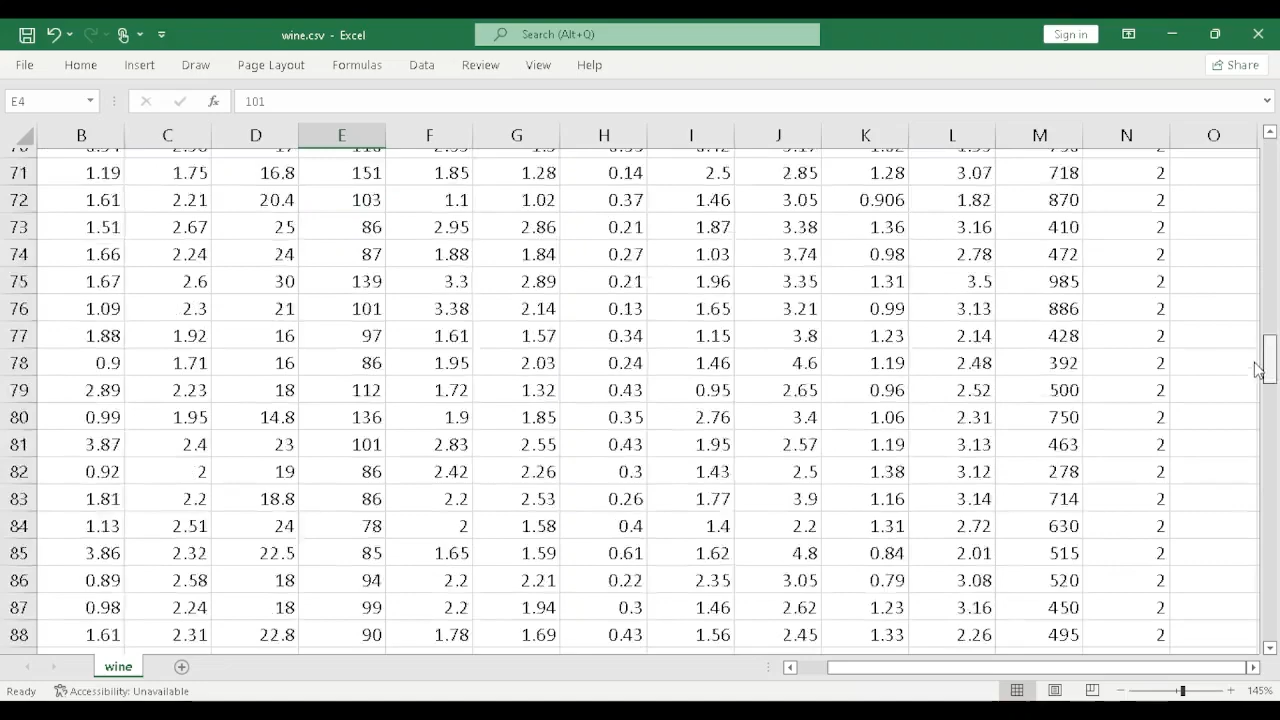 wine.csv - Excel
Search (Alt+Q)
Sign in
File Home Insert Draw Page Layout Formulas Data Review View Help Share
E4 fx 101
B C D E F G H I J K L M N O
71 1.19 1.75 16.8 151 1.85 1.28 0.14 2.5 2.85 1.28 3.07 718 2
72 1.61 2.21 20.4 103 1.1 1.02 0.37 1.46 3.05 0.906 1.82 870 2
73 1.51 2.67 25 86 2.95 2.86 0.21 1.87 3.38 1.36 3.16 410 2
74 1.66 2.24 24 87 1.88 1.84 0.27 1.03 3.74 0.98 2.78 472 2
75 1.67 2.6 30 139 3.3 2.89 0.21 1.96 3.35 1.31 3.5 985 2
76 1.09 2.3 21 101 3.38 2.14 0.13 1.65 3.21 0.99 3.13 886 2
77 1.88 1.92 16 97 1.61 1.57 0.34 1.15 3.8 1.23 2.14 428 2
78 0.9 1.71 16 86 1.95 2.03 0.24 1.46 4.6 1.19 2.48 392 2
79 2.89 2.23 18 112 1.72 1.32 0.43 0.95 2.65 0.96 2.52 500 2
80 0.99 1.95 14.8 136 1.9 1.85 0.35 2.76 3.4 1.06 2.31 750 2
81 3.87 2.4 23 101 2.83 2.55 0.43 1.95 2.57 1.19 3.13 463 2
82 0.92 2 19 86 2.42 2.26 0.3 1.43 2.5 1.38 3.12 278 2
83 1.81 2.2 18.8 86 2.2 2.53 0.26 1.77 3.9 1.16 3.14 714 2
84 1.13 2.51 24 78 2 1.58 0.4 1.4 2.2 1.31 2.72 630 2
85 3.86 2.32 22.5 85 1.65 1.59 0.61 1.62 4.8 0.84 2.01 515 2
86 0.89 2.58 18 94 2.2 2.21 0.22 2.35 3.05 0.79 3.08 520 2
87 0.98 2.24 18 99 2.2 1.94 0.3 1.46 2.62 1.23 3.16 450 2
88 1.61 2.31 22.8 90 1.78 1.69 0.43 1.56 2.45 1.33 2.26 495 2
wine
Ready Accessibility: Unavailable 145%